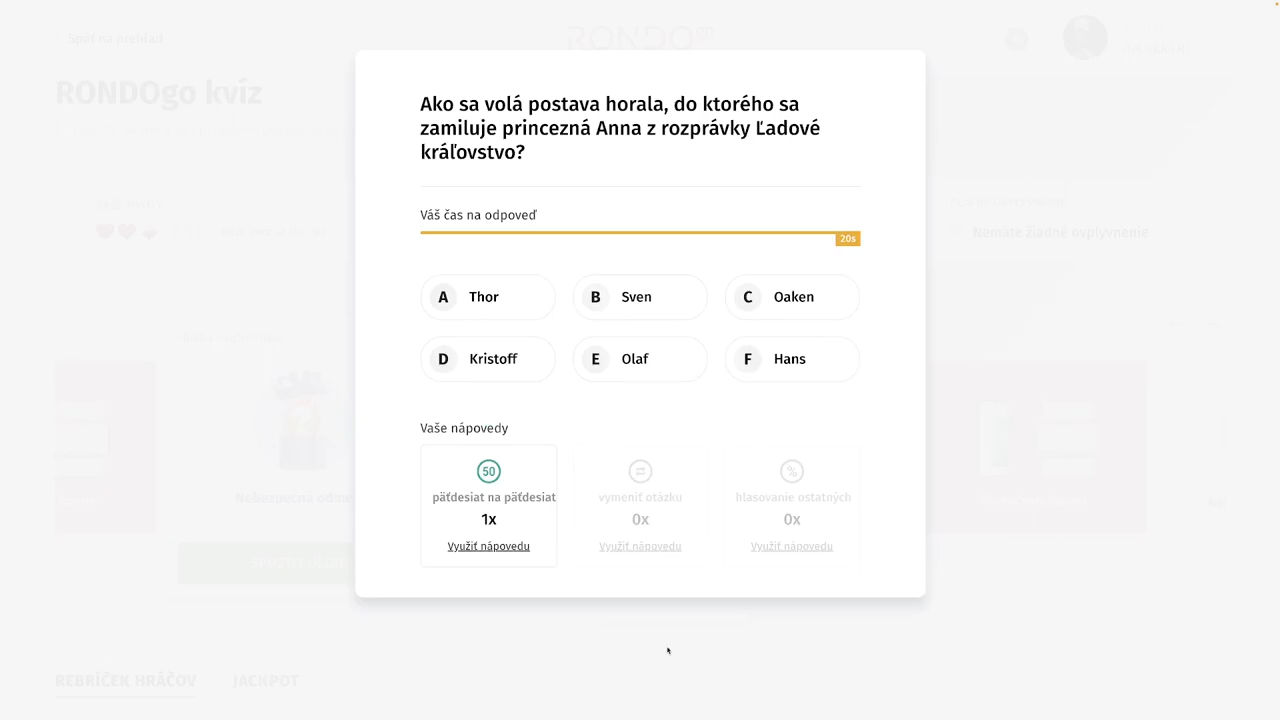 Späť na prehľad
RONDO
RONDOgo kvíz
Ako sa volá postava horala, do ktorého sa
zamiluje princezná Anna z rozprávky Ľadové
kráľovstvo?
Váš čas na odpoveď
20s
Nemáte žiadné ovplyvnenie
A Thor
B Sven
C Oaken
D Kristoff
E Olaf
F Hans
Vaše nápovedy
50
päťdesiat na päťdesiat
1x
Využiť nápovedu
vymeniť otázku
0x
Využiť nápovedu
%
hlasovanie ostatných
0x
Využiť nápovedu
REBRÍČEK HRÁČOV
JACKPOT